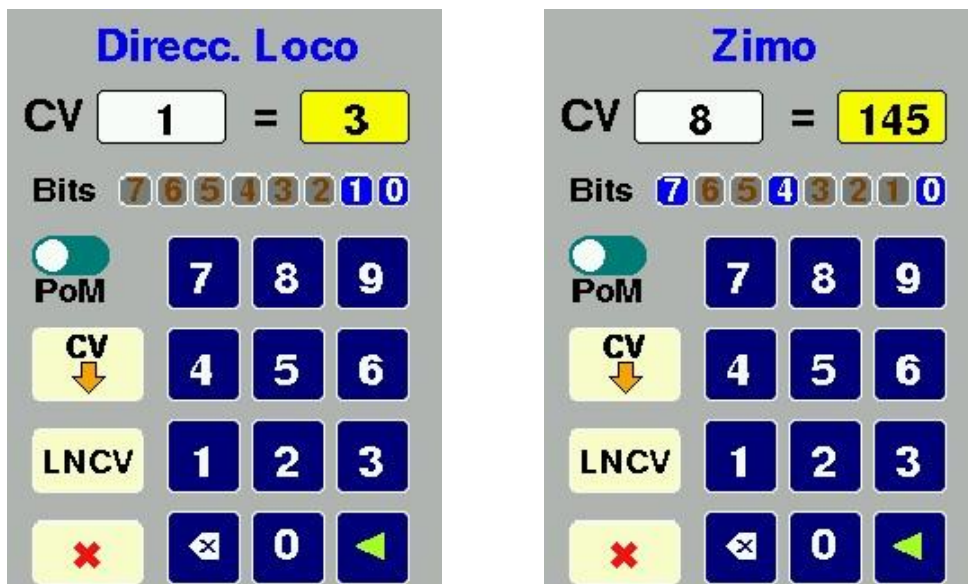 Direcc. Loco
CV 1 = 3
Bits 7 6 5 4 3 2 1 0
PoM
7 8 9
CV
4 5 6
LNCV
1 2 3
0
Zimo
CV 8 = 145
Bits 7 6 5 4 3 2 1 0
PoM
7 8 9
CV
4 5 6
LNCV
1 2 3
0